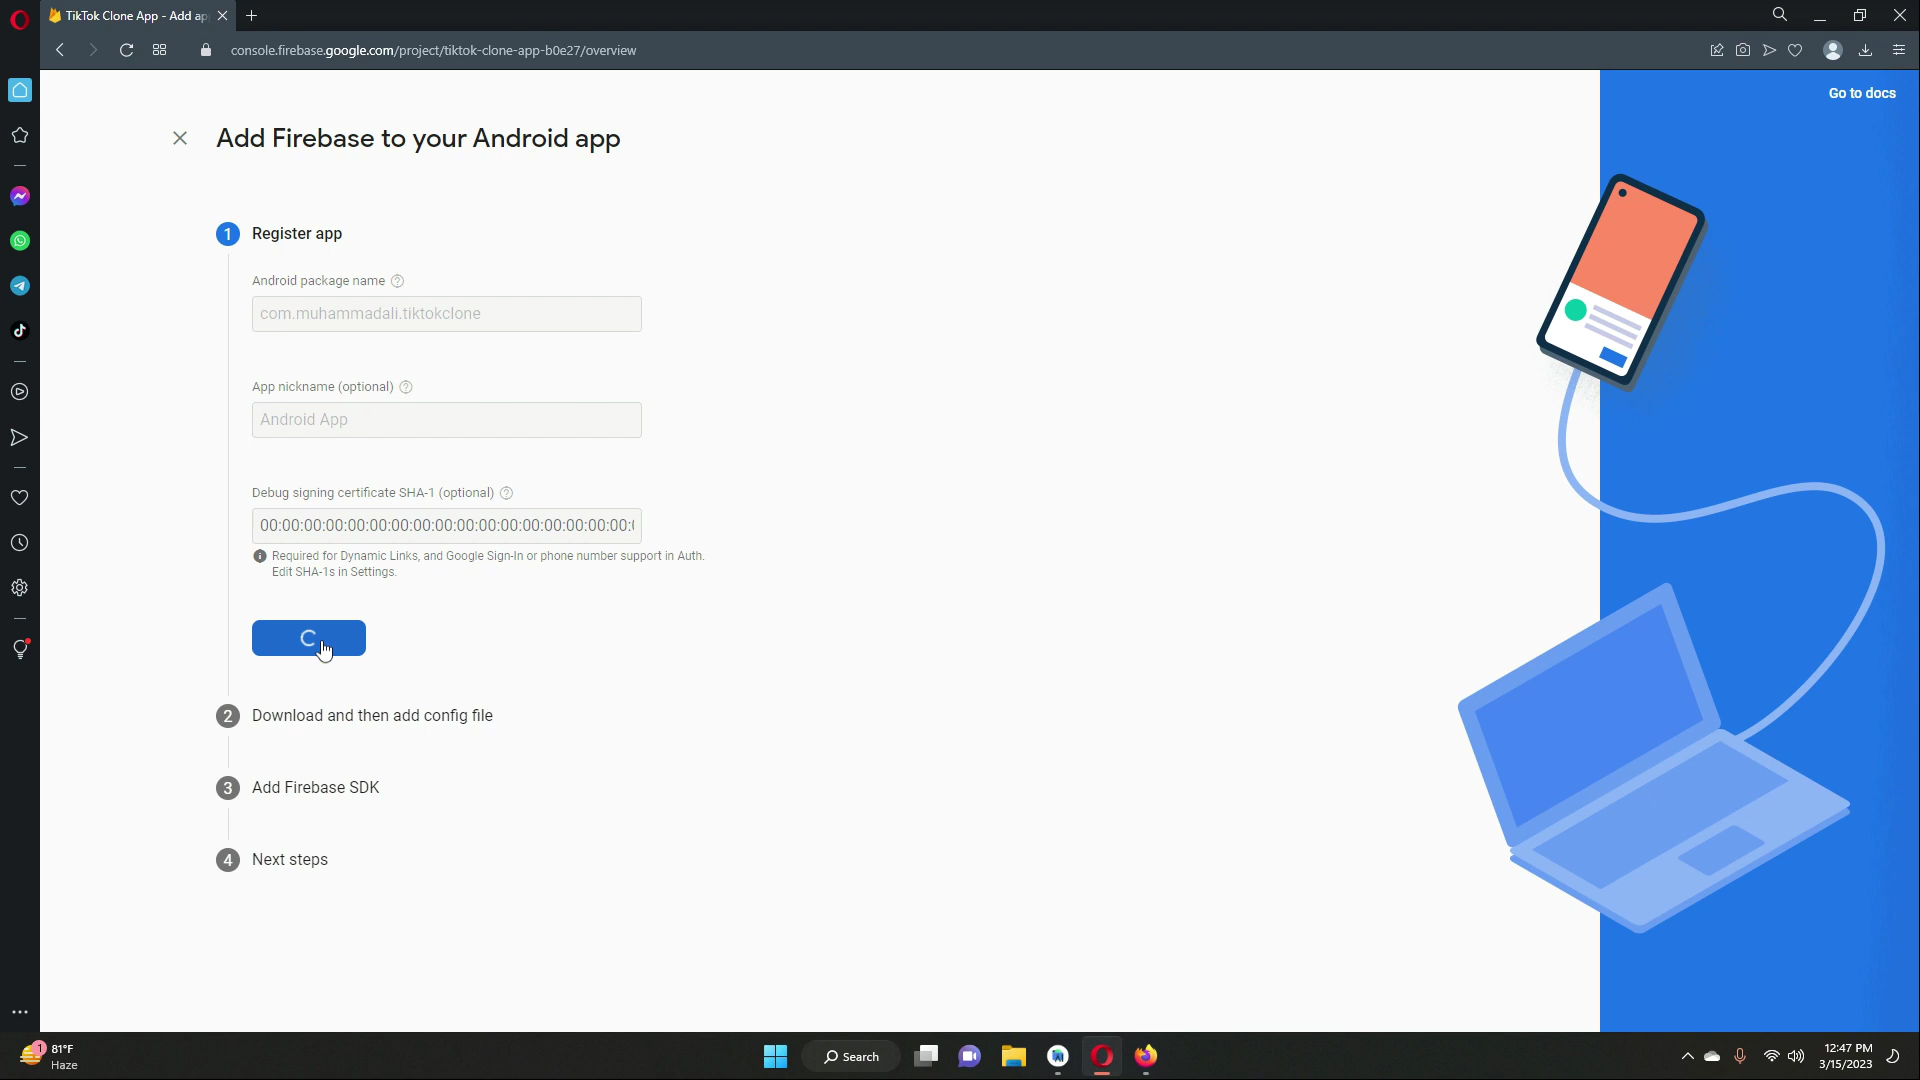 TikTok Clone App - Add ap
console.firebase.google.com/project/tiktok-clone-app-b0e27/overview
Go to docs
Add Firebase to your Android app
1 Register app
Android package name
com.muhammadali.tiktokclone
App nickname (optional)
Android App
Debug signing certificate SHA-1 (optional)
00:00:00:00:00:00:00:00:00:00:00:00:00:00:00:00:00:
Required for Dynamic Links, and Google Sign-In or phone number support in Auth.
Edit SHA-1s in Settings.
2 Download and then add config file
3 Add Firebase SDK
4 Next steps
1
81°F
Haze
Search
12:47 PM
3/15/2023